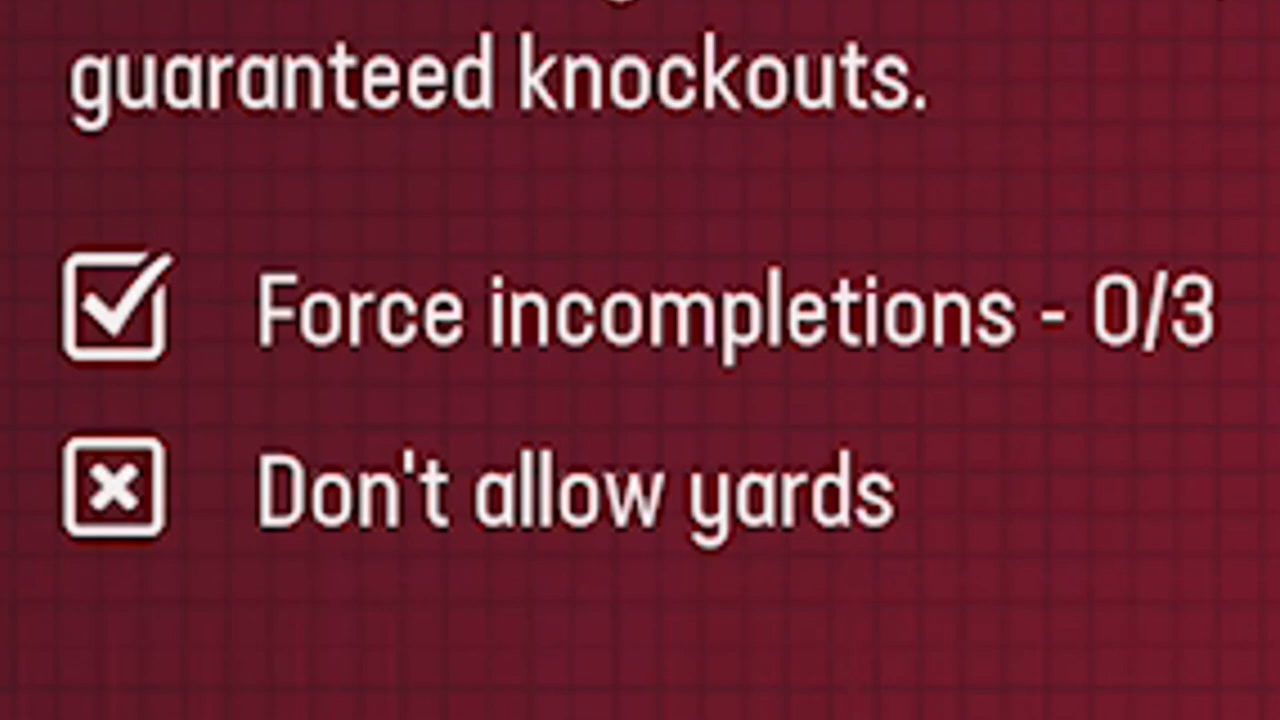 guaranteed knockouts.
Force incompletions - 0/3
Don't allow yards